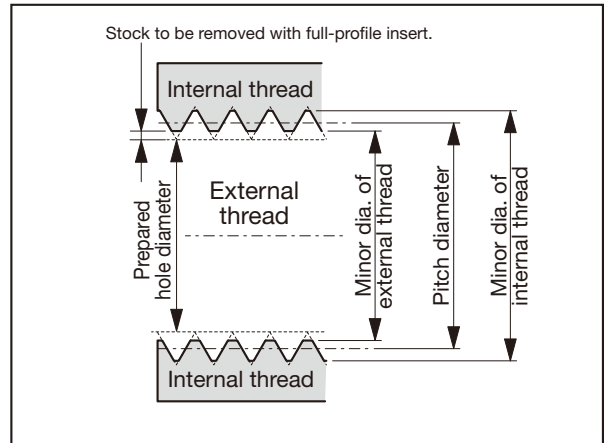 Stock to be removed with full-profile insert.
Internal thread
External
thread
Prepared
hole diameter
Minor dia. of
external thread
Pitch diameter
Minor dia. of
internal thread
Internal thread